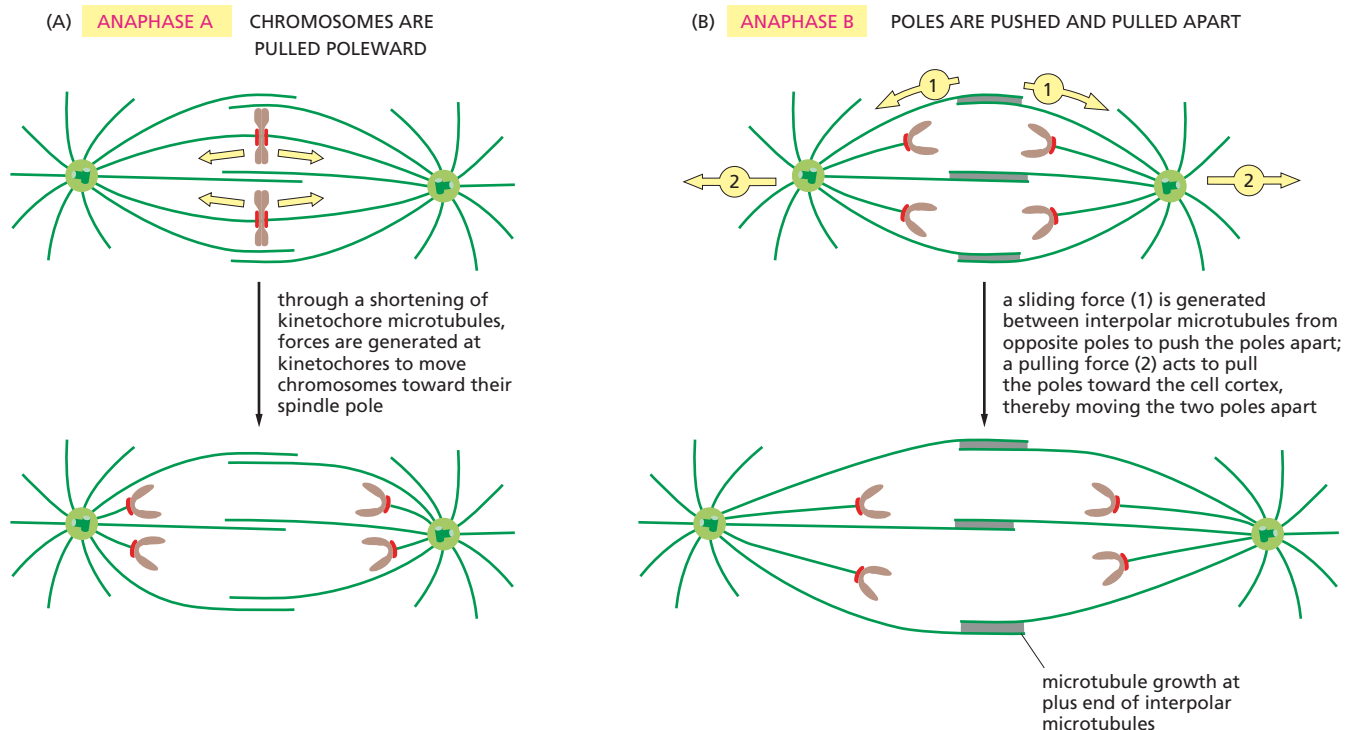 (A) ANAPHASE A CHROMOSOMES ARE
PULLED POLEWARD
through a shortening of
kinetochore microtubules,
forces are generated at
kinetochores to move
chromosomes toward their
spindle pole
(B) ANAPHASE B POLES ARE PUSHED AND PULLED APART
1 1
2 2
a sliding force (1) is generated
between interpolar microtubules from
opposite poles to push the poles apart;
a pulling force (2) acts to pull
the poles toward the cell cortex,
thereby moving the two poles apart
microtubule growth at
plus end of interpolar
microtubules